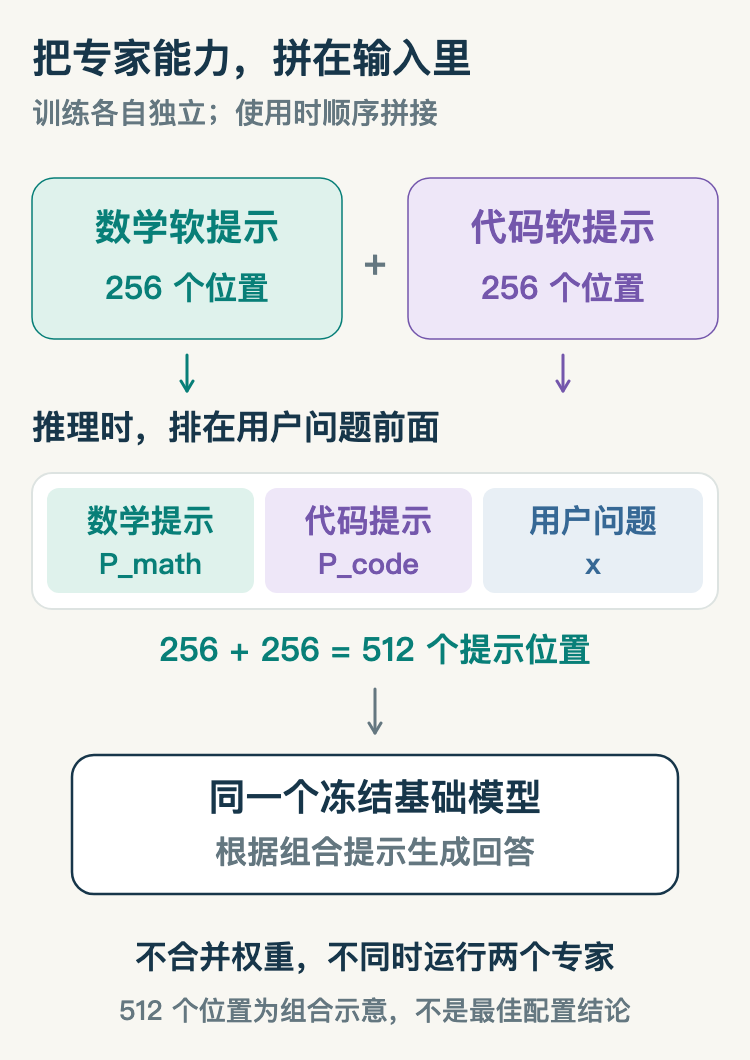 把专家能力，拼在输入里
训练各自独立；使用时顺序拼接
数学软提示
256 个位置
+
代码软提示
256 个位置
推理时，排在用户问题前面
数学提示
P_math
代码提示
P_code
用户问题
x
256 + 256 = 512 个提示位置
同一个冻结基础模型
根据组合提示生成回答
不合并权重，不同时运行两个专家
512 个位置为组合示意，不是最佳配置结论